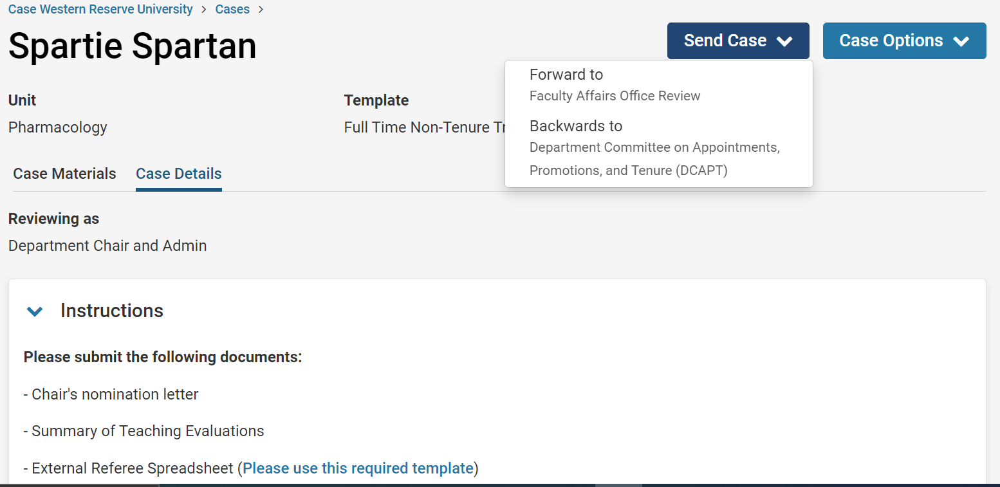 Case Western Reserve University > Cases >
Spartie Spartan
Send Case
Case Options
Forward to
Faculty Affairs Office Review
Backwards to
Department Committee on Appointments,
Promotions, and Tenure (DCAPT)
Unit
Template
Pharmacology
Full Time Non-Tenure
Case Materials
Case Details
Reviewing as
Department Chair and Admin
Instructions
Please submit the following documents:
- Chair's nomination letter
- Summary of Teaching Evaluations
- External Referee Spreadsheet (Please use this required template)